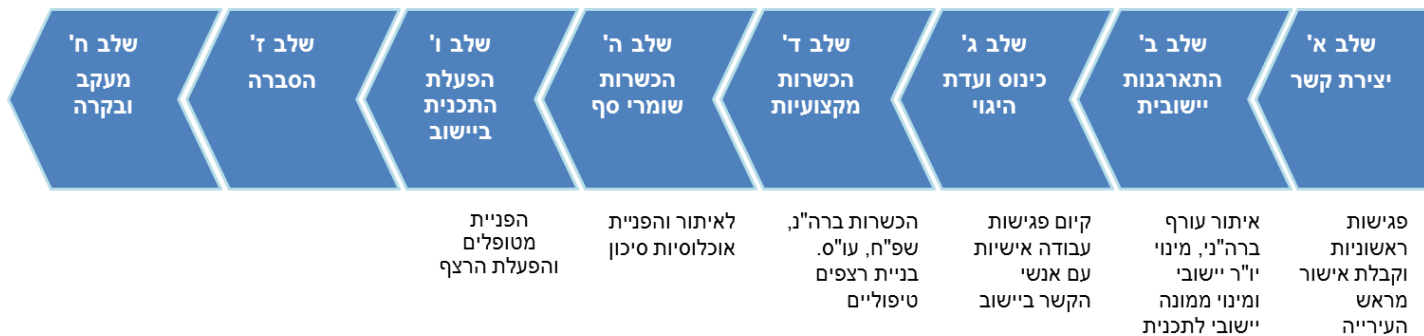 שלב א'
יצירת קשר
שלב ב'
התארגנות
יישובית
שלב ג'
כינוס ועדת
היגוי
שלב ד'
הכשרות
מקצועיות
שלב ה'
הכשרות
שומרי סף
שלב ו'
הפעלת
התכנית
ביישוב
שלב ז'
הסברה
שלב ח'
מעקב
ובקרה
פגישות
ראשוניות
וקבלת אישור
מראש
העירייה
איתור עורף
ברה"ני, מינוי
יו"ר יישובי
ומינוי ממונה
יישובי לתכנית
קיום פגישות
עבודה אישיות
עם אנשי
הקשר ביישוב
הכשרות ברה"נ,
שפ"ח, עו"ס.
בניית רצפים
טיפוליים
לאיתור והפניית
אוכלוסיות סיכון
הפניית
מטופלים
והפעלת הרצף